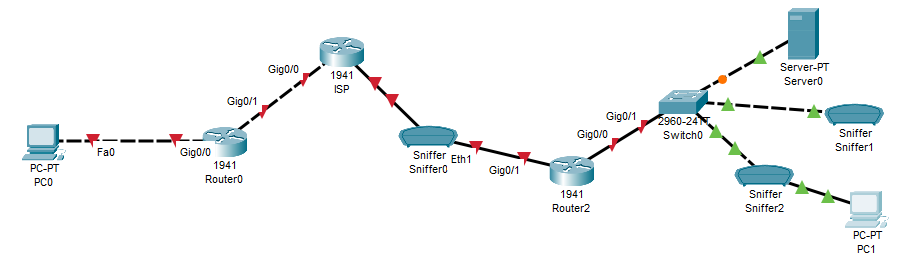 PC-PT
PC0
Fa0
Gig0/0
1941
Router0
Gig0/1
Gig0/0
1941
ISP
Sniffer
Sniffer0
Eth1
Gig0/1
1941
Router2
Gig0/0
Gig0/1
2960-24TT
Switch0
Server-PT
Server0
Sniffer
Sniffer1
Sniffer
Sniffer2
PC-PT
PC1